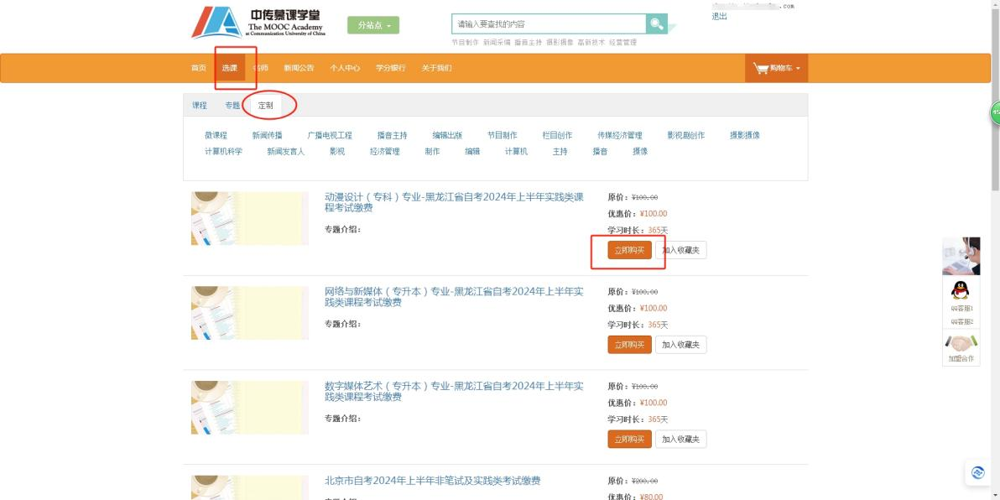 .com
退出
中传慕课学堂
The MOOC Academy
at Communication University of China
分站点
请输入要查找的内容
节目制作 新闻采编 播音主持 摄影摄像 高新技术 经营管理
首页 选课 名师 新闻公告 个人中心 学分银行 关于我们 购物车
课程 专题 定制
微课程 新闻传播 广播电视工程 播音主持 编辑出版 节目制作 栏目创作 传媒经济管理 影视剧创作 摄影摄像
计算机科学 新闻发言人 影视 经济管理 制作 编辑 计算机 主持 播音 摄像
动漫设计（专科）专业-黑龙江省自考2024年上半年实践类课
程考试缴费
专题介绍：
原价：¥100.00
优惠价：¥100.00
学习时长：365天
立即购买 加入收藏夹
网络与新媒体（专升本）专业-黑龙江省自考2024年上半年实
践类课程考试缴费
专题介绍：
原价：¥100.00
优惠价：¥100.00
学习时长：365天
立即购买 加入收藏夹
数字媒体艺术（专升本）专业-黑龙江省自考2024年上半年实
践类课程考试缴费
专题介绍：
原价：¥100.00
优惠价：¥100.00
学习时长：365天
立即购买 加入收藏夹
北京市自考2024年上半年非笔试及实践类考试缴费
原价：¥200.00
优惠价：¥80.00
QQ客服1
QQ客服2
加盟合作